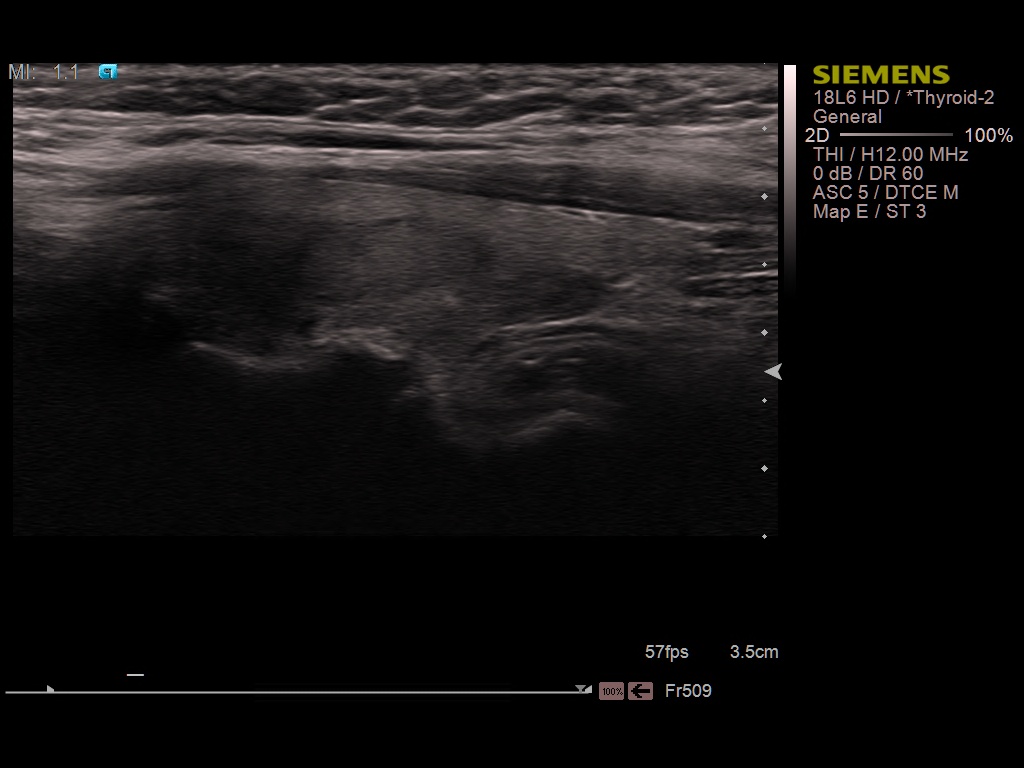 MI: 1.1
SIEMENS
18L6 HD / *Thyroid-2
General
2D 100%
THI / H12.00 MHz
0 dB / DR 60
ASC 5 / DTCE M
Map E / ST 3
57fps 3.5cm
100% Fr509